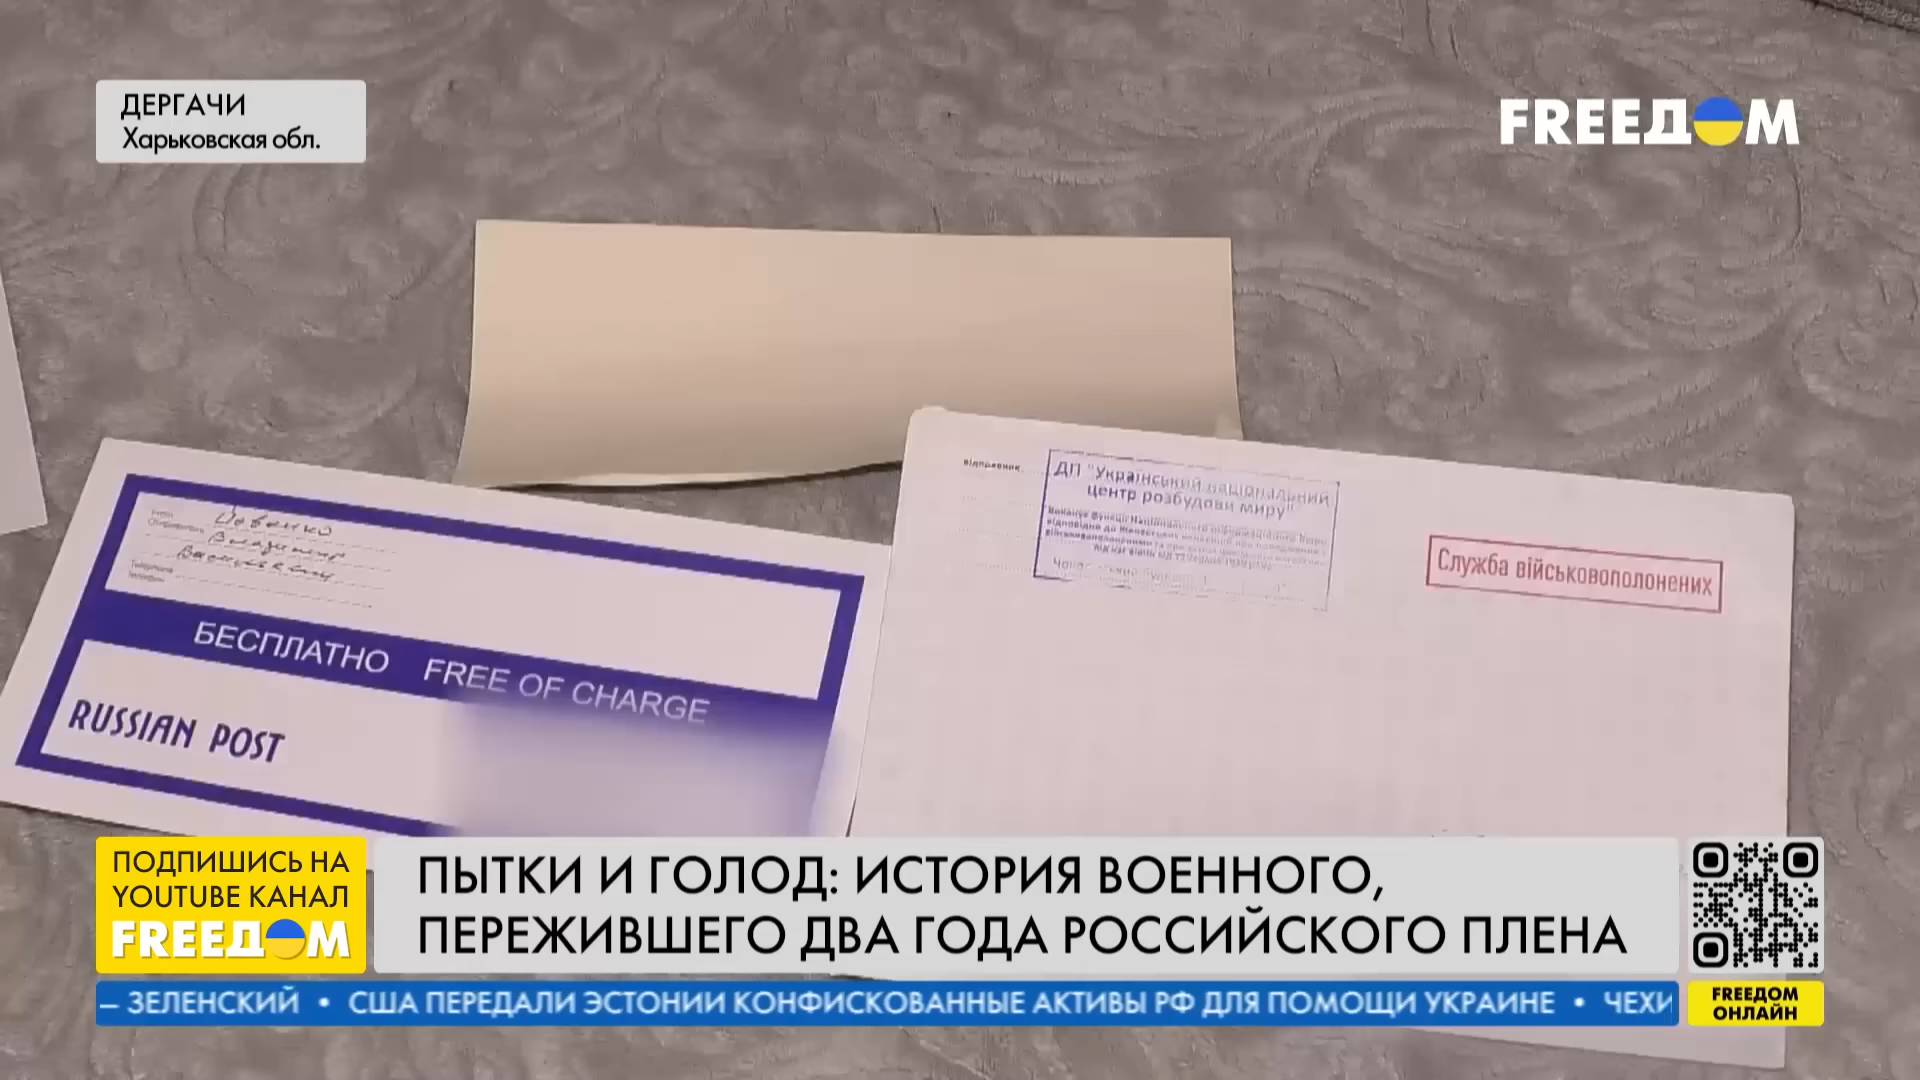 ДЕРГАЧИ
Харьковская обл.
FREEДOM
відправник
ДП "Український національний
центр розбудови миру"
Служба військовополонених
Владимир
БЕСПЛАТНО FREE OF CHARGE
RUSSIAN POST
ПОДПИШИСЬ НА
YOUTUBE КАНАЛ
FREEДOM
ПЫТКИ И ГОЛОД: ИСТОРИЯ ВОЕННОГО,
ПЕРЕЖИВШЕГО ДВА ГОДА РОССИЙСКОГО ПЛЕНА
– ЗЕЛЕНСКИЙ • США ПЕРЕДАЛИ ЭСТОНИИ КОНФИСКОВАННЫЕ АКТИВЫ РФ ДЛЯ ПОМОЩИ УКРАИНЕ • ЧЕХИ
FREEДOM
ОНЛАЙН